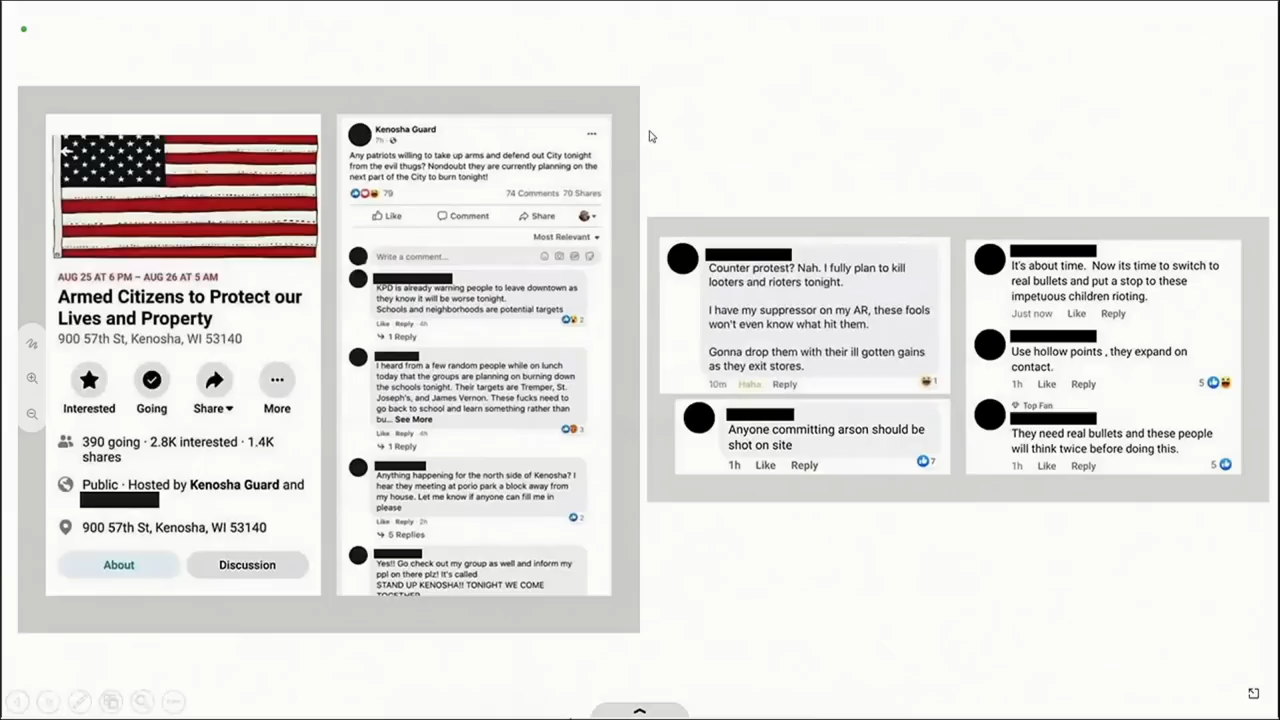 AUG 25 AT 6 PM – AUG 26 AT 5 AM
Armed Citizens to Protect our
Lives and Property
900 57th St, Kenosha, WI 53140
Interested
Going
Share
More
390 going · 2.8K interested · 1.4K
shares
Public · Hosted by Kenosha Guard and
900 57th St, Kenosha, WI 53140
About
Discussion
Kenosha Guard
7h
Any patriots willing to take up arms and defend out City tonight
from the evil thugs? Nondoubt they are currently planning on the
next part of the City to burn tonight!
79
74 Comments 70 Shares
Like
Comment
Share
Most Relevant
Write a comment...
KPD is already warning people to leave downtown as
they know it will be worse tonight.
Schools and neighborhoods are potential targets
2
Like Reply 4h
1 Reply
I heard from a few random people while on lunch
today that the groups are planning on burning down
the schools tonight. Their targets are Tremper, St.
Joseph's, and James Vernon. These fucks need to
go back to school and learn something rather than
bu... See More
3
Like Reply 4h
1 Reply
Anything happening for the north side of Kenosha? I
hear they meeting at porio park a block away from
my house. Let me know if anyone can fill me in
please
2
Like Reply 2h
5 Replies
Yes!! Go check out my group as well and inform my
ppl on there plz! It's called
STAND UP KENOSHA!! TONIGHT WE COME
TOGETHER
Counter protest? Nah. I fully plan to kill
looters and rioters tonight.
I have my suppressor on my AR, these fools
won't even know what hit them.
Gonna drop them with their ill gotten gains
as they exit stores.
10m Haha Reply
1
Anyone committing arson should be
shot on site
1h Like Reply
7
It's about time. Now its time to switch to
real bullets and put a stop to these
impetuous children rioting.
Just now Like Reply
Use hollow points , they expand on
contact.
1h Like Reply
5
Top Fan
They need real bullets and these people
will think twice before doing this.
1h Like Reply
5